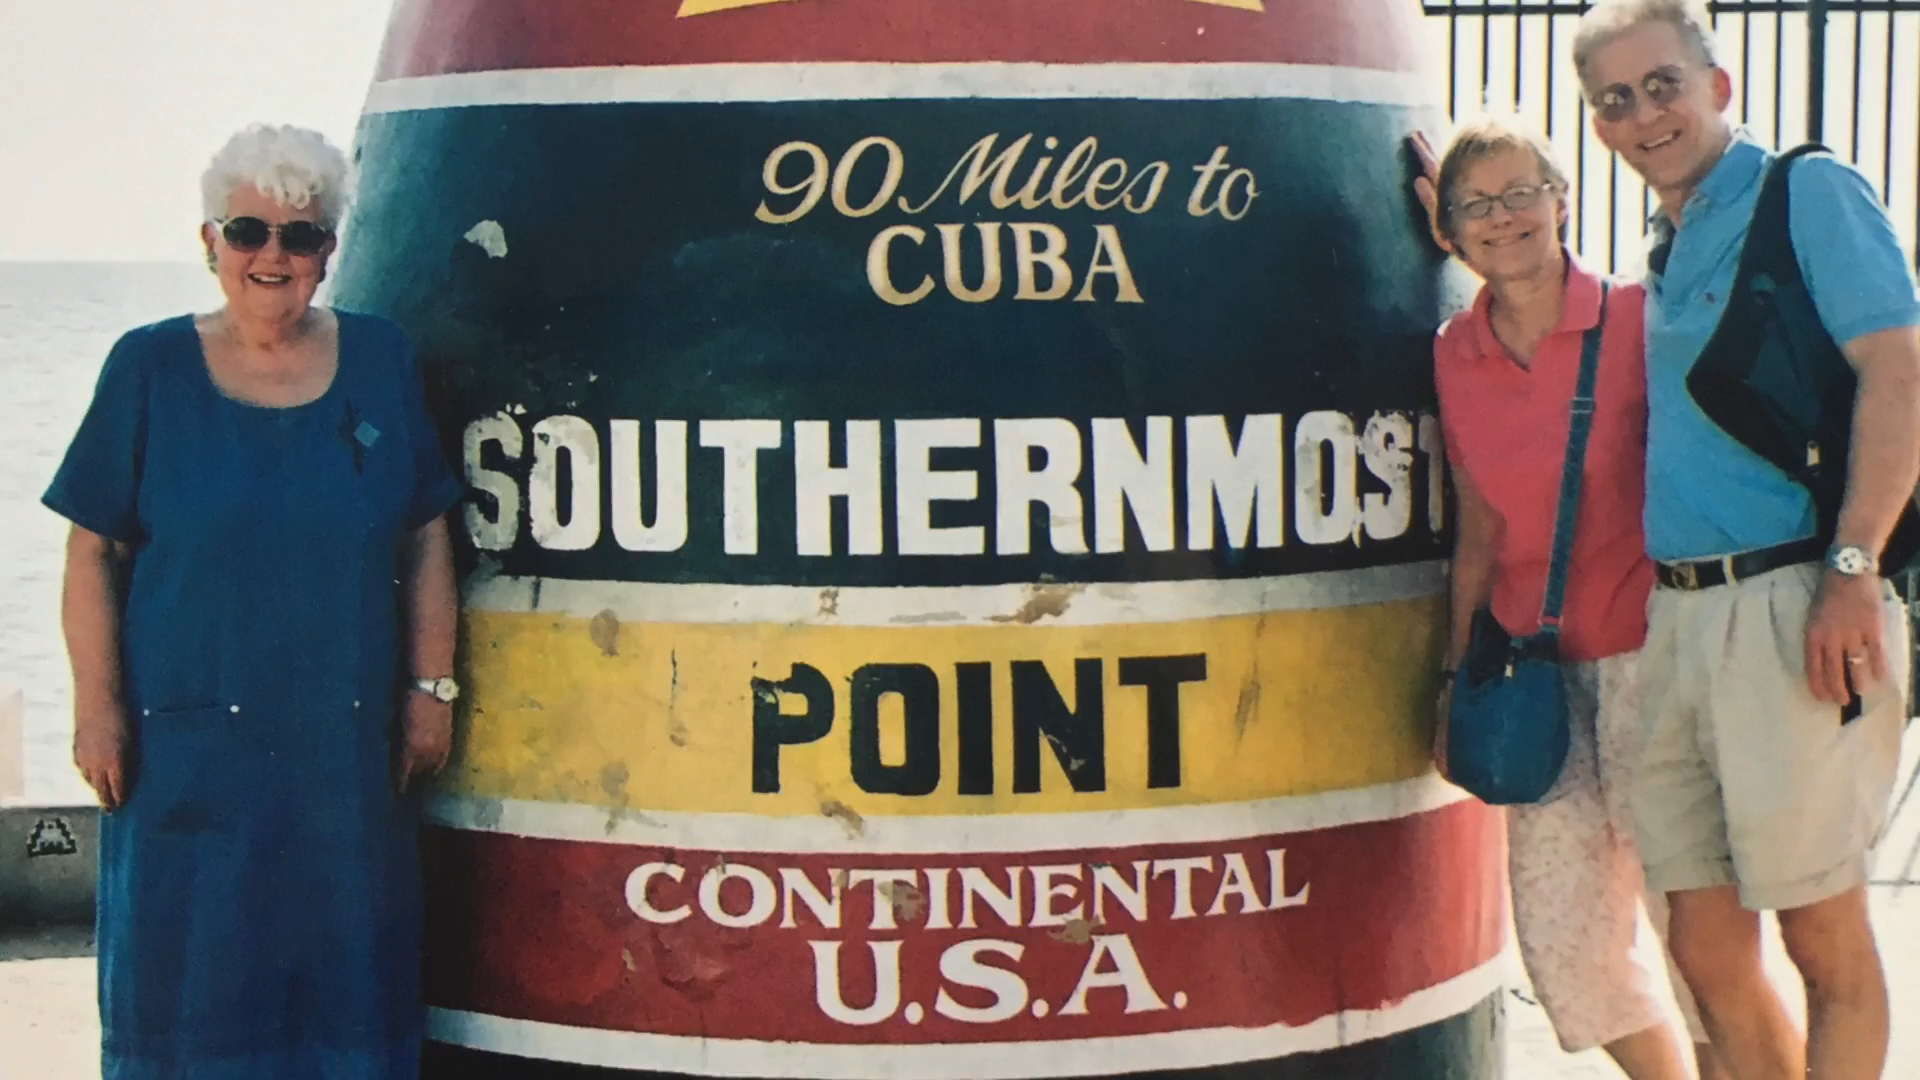 90 Miles to
CUBA
SOUTHERNMOST
POINT
CONTINENTAL
U.S.A.